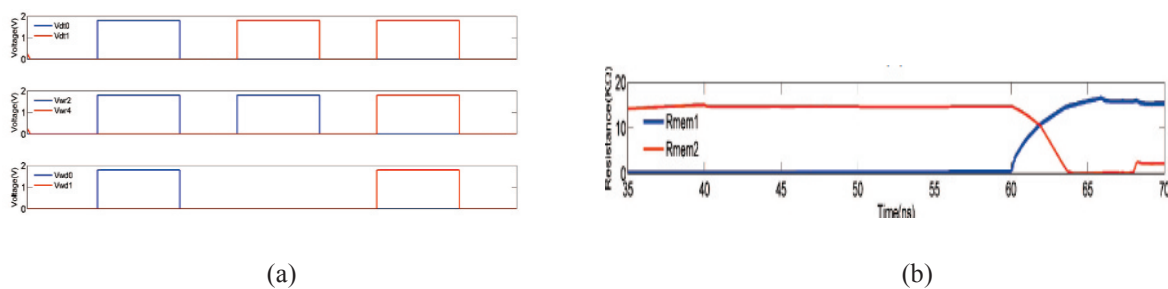 2
1
0
Voltage(V)
Vdt0
Vdt1
2
1
0
Voltage(V)
Vwr2
Vwr4
2
1
0
Voltage(V)
Vwd0
Vwd1
20
10
0
Resistance(KΩ)
Rmem1
Rmem2
35 40 45 50 55 60 65 70
Time(ns)
(a) (b)